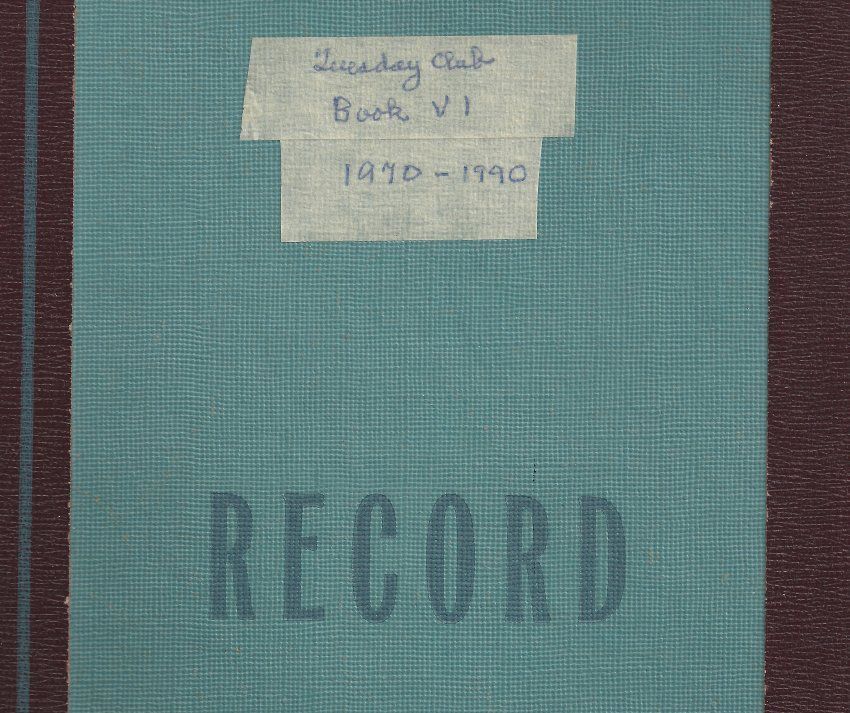 Tuesday Club
Book VI
1970 - 1990
RECORD